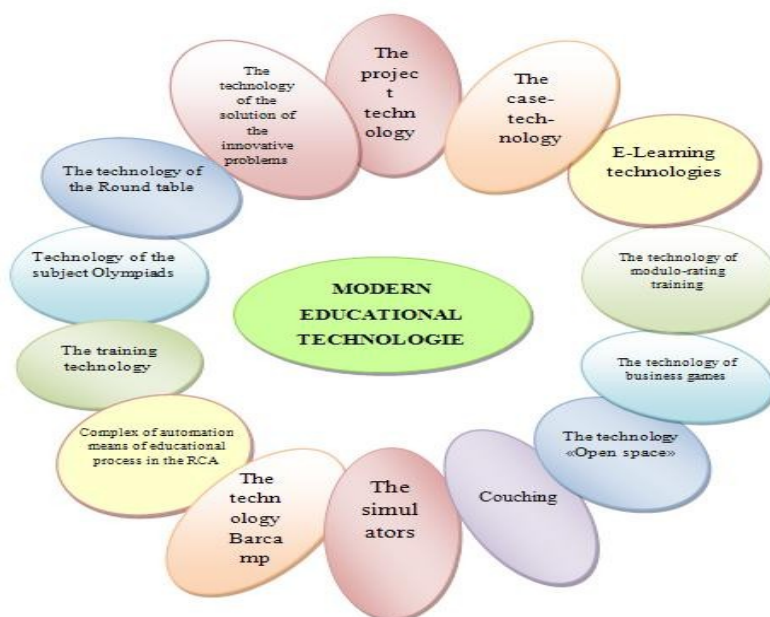 The
projec
t
techn
ology
The
case-
tech-
nology
E-Learning
technologies
The technology of
modulo-rating
training
The technology of
business games
The technology
«Open space»
Couching
The
simul
ators
The
techn
ology
Barca
mp
Complex of automation
means of educational
process in the RCA
The training
technology
Technology of the
subject Olympiads
The technology of
the Round table
The
technology
of the
solution of
the
innovative
problems
MODERN
EDUCATIONAL
TECHNOLOGIE